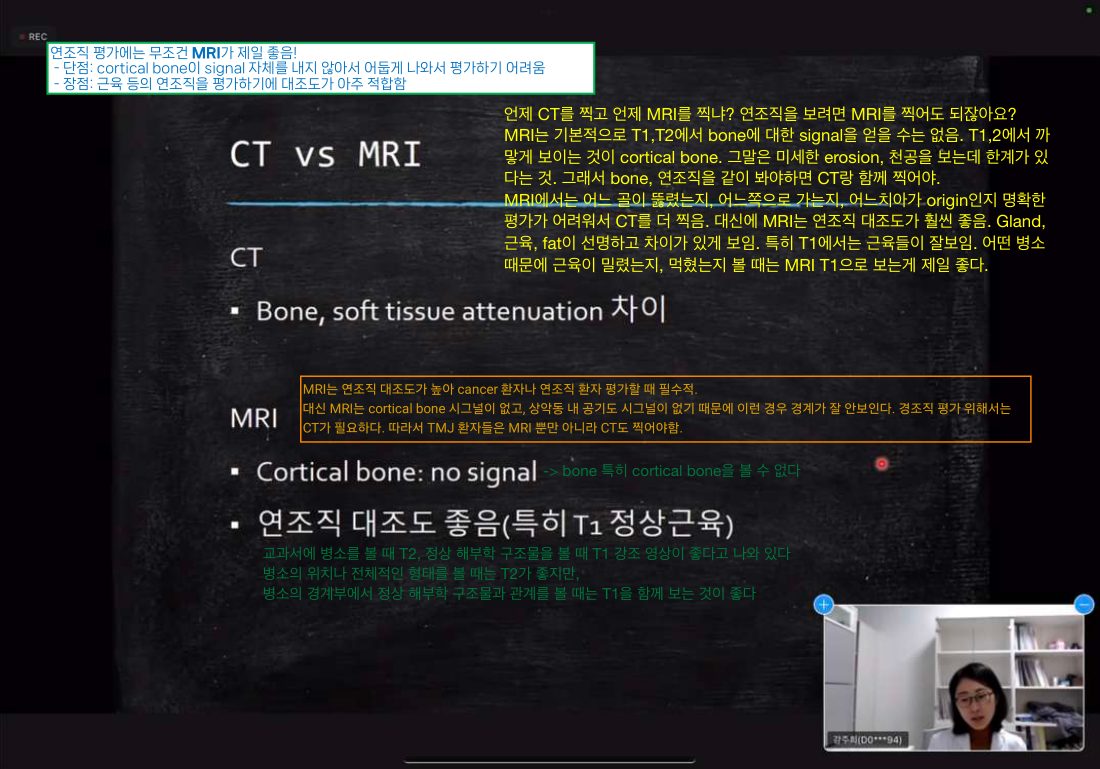 REC
연조직 평가에는 무조건 MRI가 제일 좋음!
- 단점: cortical bone이 signal 자체를 내지 않아서 어둡게 나와서 평가하기 어려움
- 장점: 근육 등의 연조직을 평가하기에 대조도가 아주 적합함
언제 CT를 찍고 언제 MRI를 찍냐? 연조직을 보려면 MRI를 찍어도 되잖아요?
MRI는 기본적으로 T1,T2에서 bone에 대한 signal을 얻을 수는 없음. T1,2에서 까
맣게 보이는 것이 cortical bone. 그말은 미세한 erosion, 천공을 보는데 한계가 있
다는 것. 그래서 bone, 연조직을 같이 봐야하면 CT랑 함께 찍어야.
MRI에서는 어느 골이 뚫렸는지, 어느쪽으로 가는지, 어느치아가 origin인지 명확한
평가가 어려워서 CT를 더 찍음. 대신에 MRI는 연조직 대조도가 훨씬 좋음. Gland,
근육, fat이 선명하고 차이가 있게 보임. 특히 T1에서는 근육들이 잘보임. 어떤 병소
때문에 근육이 밀렸는지, 먹혔는지 볼 때는 MRI T1으로 보는게 제일 좋다.
CT vs MRI
CT
▪ Bone, soft tissue attenuation 차이
MRI
MRI는 연조직 대조도가 높아 cancer 환자나 연조직 환자 평가할 때 필수적.
대신 MRI는 cortical bone 시그널이 없고, 상악동 내 공기도 시그널이 없기 때문에 이런 경우 경계가 잘 안보인다. 경조직 평가 위해서는
CT가 필요하다. 따라서 TMJ 환자들은 MRI 뿐만 아니라 CT도 찍어야함.
▪ Cortical bone: no signal -> bone 특히 cortical bone을 볼 수 없다
▪ 연조직 대조도 좋음(특히 T1 정상근육)
교과서에 병소를 볼 때 T2, 정상 해부학 구조물을 볼 때 T1 강조 영상이 좋다고 나와 있다
병소의 위치나 전체적인 형태를 볼 때는 T2가 좋지만,
병소의 경계부에서 정상 해부학 구조물과 관계를 볼 때는 T1을 함께 보는 것이 좋다
강주희(D0***94)